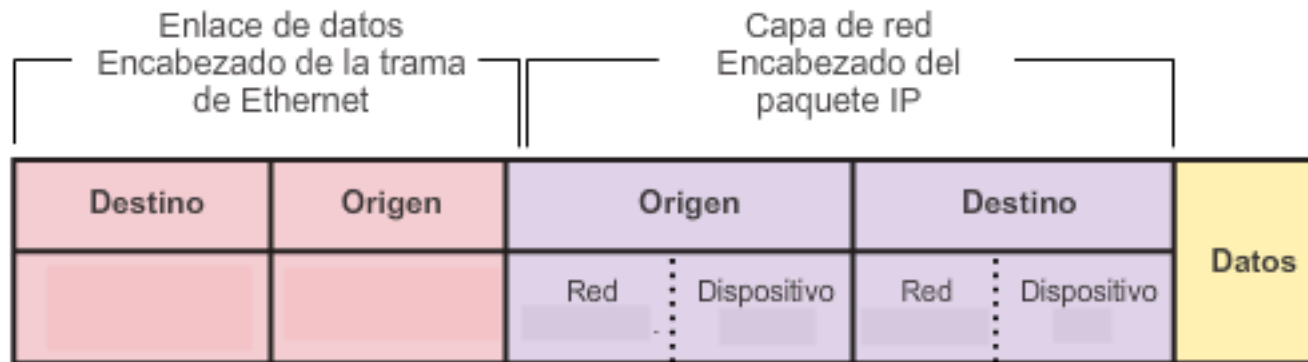 Enlace de datos
Encabezado de la trama
de Ethernet
Capa de red
Encabezado del
paquete IP
Destino
Origen
Origen
Destino
Datos
Red
Dispositivo
Red
Dispositivo